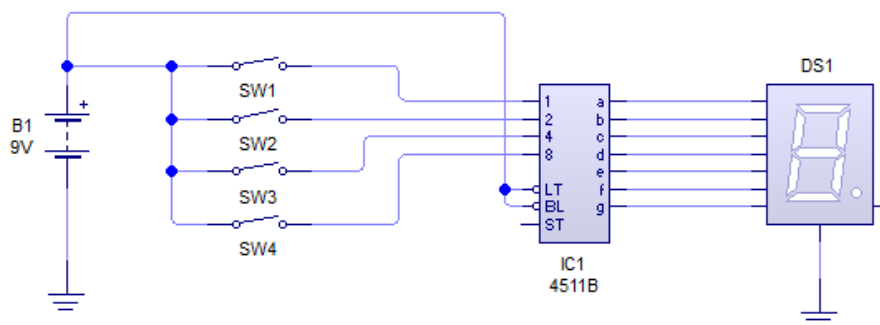 DS1
SW1
1 a
B1
9V
+
SW2
2 b
4 c
8 d
e
SW3
LT f
BL g
ST
SW4
IC1
4511B